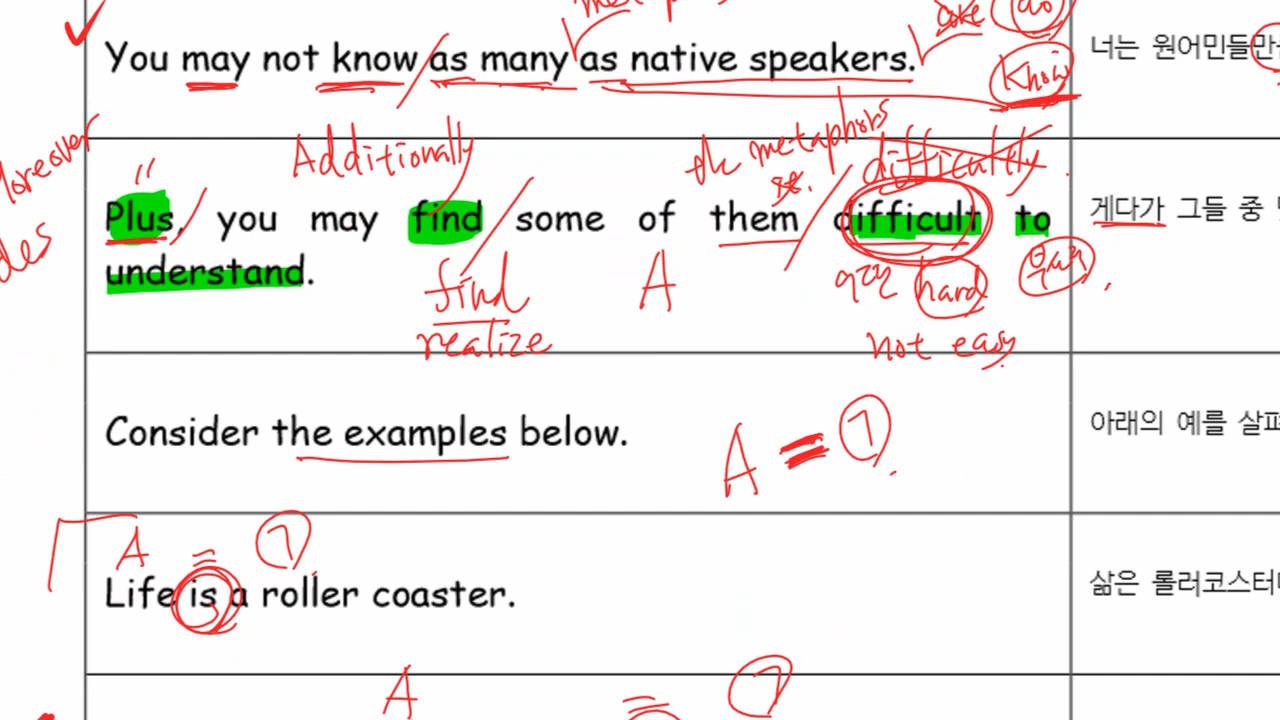 do
You may not know as many as native speakers.
know
너는 원어민들만
Moreover
Additionally
the metaphors
difficultly
Plus, you may find some of them difficult to
게다가 그들 중
understand.
find
A
hard
realize
not easy
Consider the examples below.
A =
아래의 예를 살펴
A =
Life is a roller coaster.
삶은 롤러코스터
A =